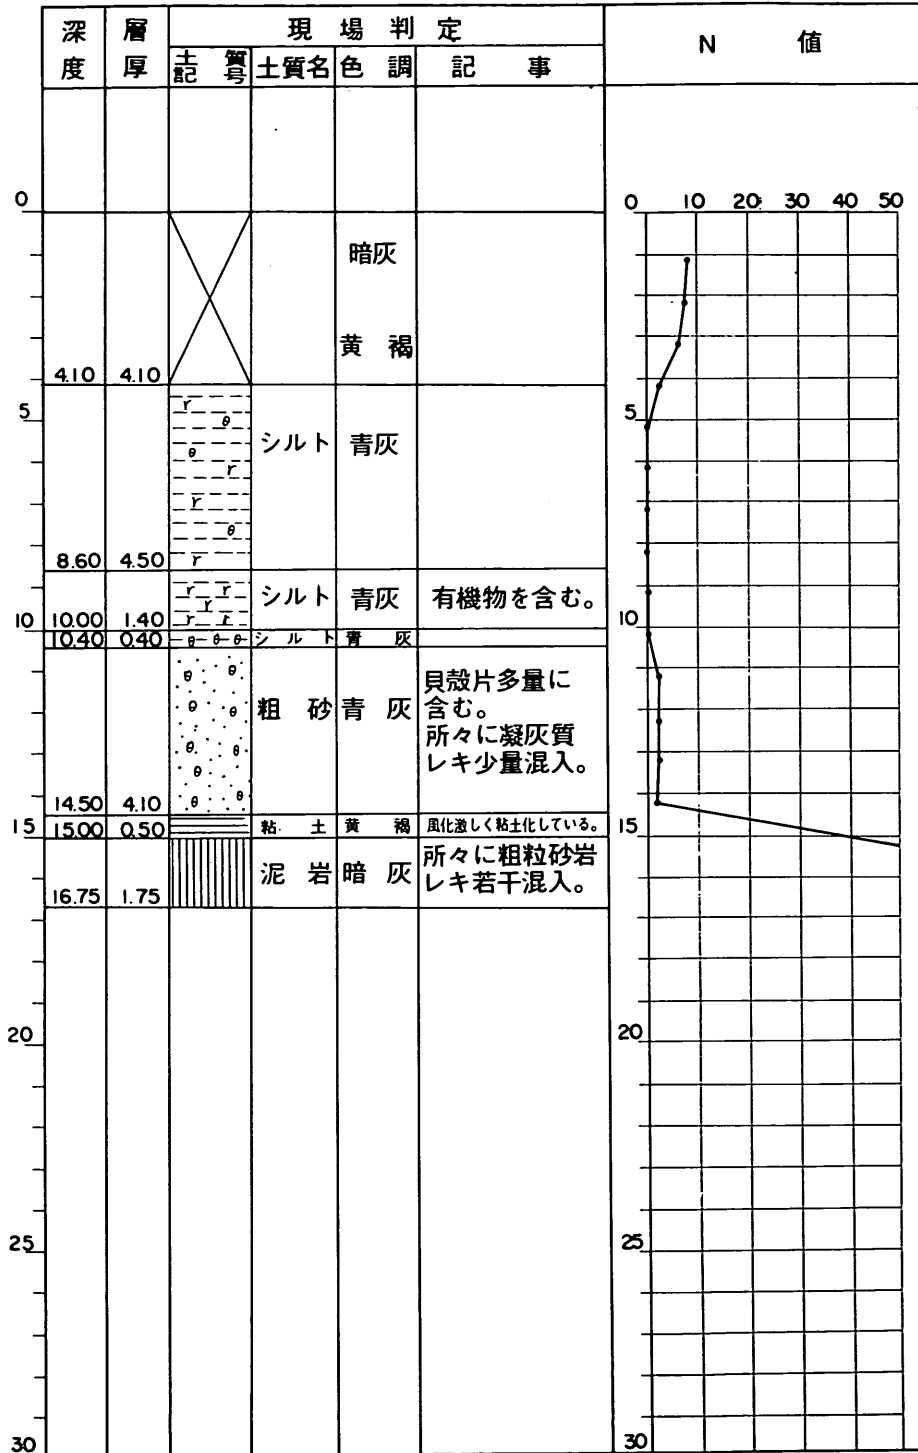 深度 層厚 現場判定 N 値
土質記号 土質名 色調 記事
0
暗灰
黄褐
4.10 4.10
5
シルト 青灰
8.60 4.50
シルト 青灰 有機物を含む。
10 10.00 1.40
10.40 0.40 シルト 青灰
粗砂 青灰 貝殻片多量に
含む。
所々に凝灰質
レキ少量混入。
14.50 4.10
粘土 黄褐 風化激しく粘土化している。
15 15.00 0.50
泥岩 暗灰 所々に粗粒砂岩
レキ若干混入。
16.75 1.75
20
25
30
0 10 20 30 40 50
5
10
15
20
25
30